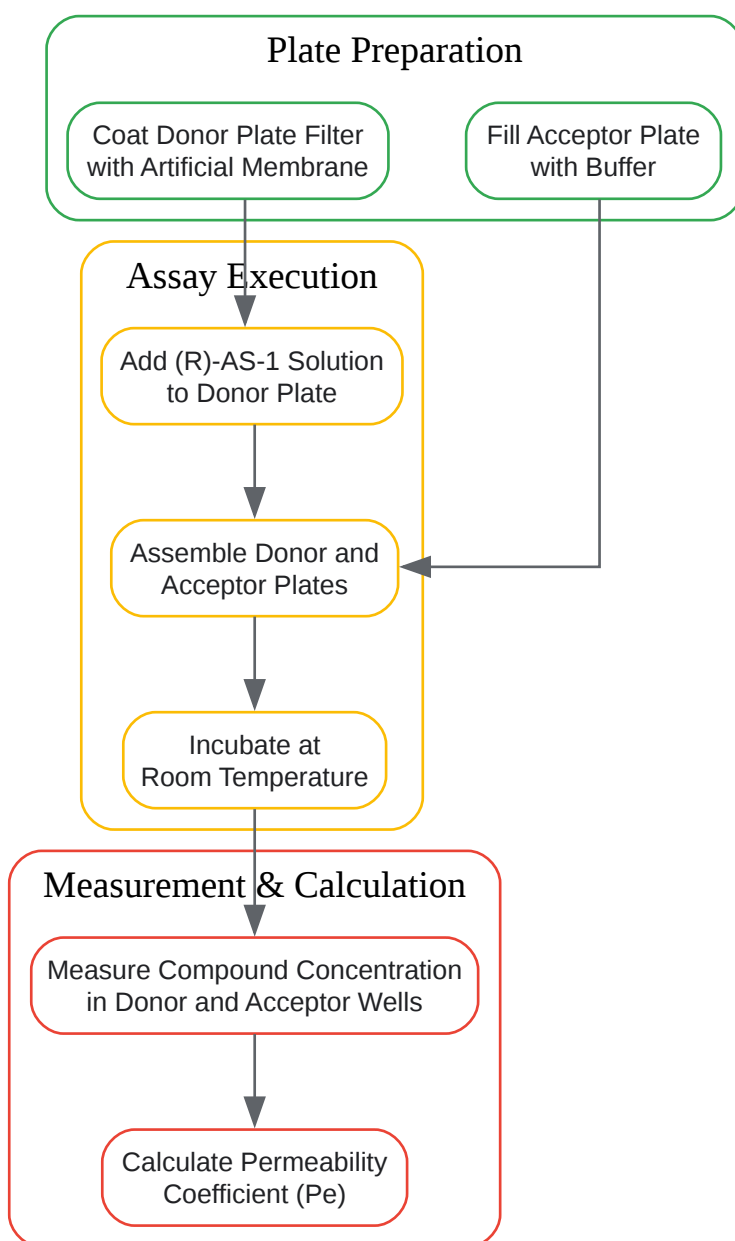 Plate Preparation
Coat Donor Plate Filter
with Artificial Membrane
Fill Acceptor Plate
with Buffer
Assay Execution
Add (R)-AS-1 Solution
to Donor Plate
Assemble Donor and
Acceptor Plates
Incubate at
Room Temperature
Measurement & Calculation
Measure Compound Concentration
in Donor and Acceptor Wells
Calculate Permeability
Coefficient (Pe)